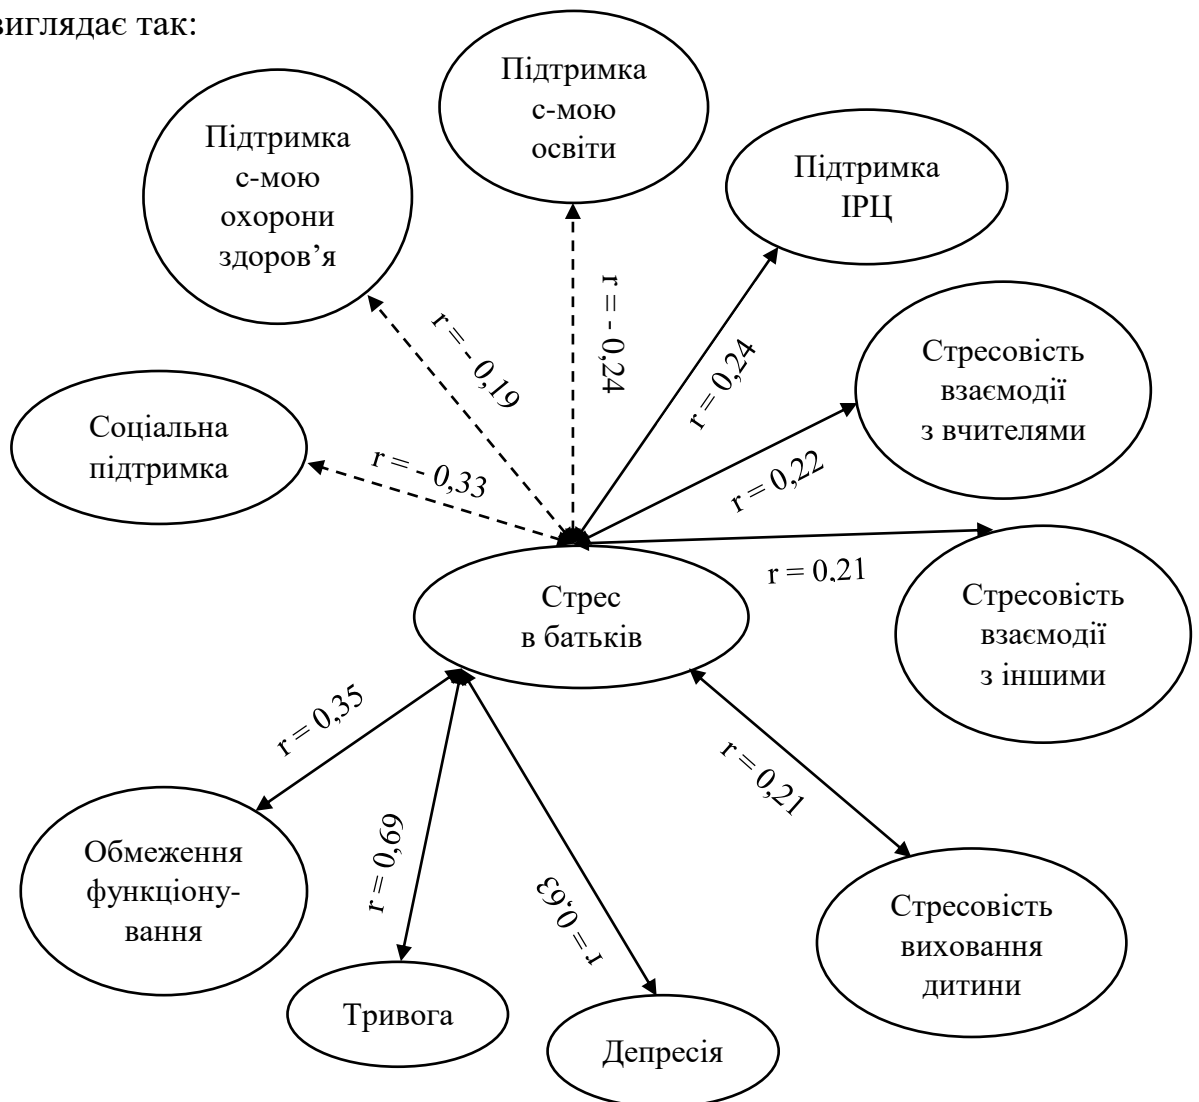 виглядає так:
Підтримка
с-мою
освіти
Підтримка
с-мою
охорони
здоров’я
Підтримка
ІРЦ
Стресовість
взаємодії
з вчителями
Соціальна
підтримка
r = - 0,33
r = - 0,19
r = - 0,24
r = 0,24
r = 0,22
r = 0,21
Стресовість
взаємодії
з іншими
Стрес
в батьків
r = 0,35
r = 0,69
r = 0,63
r = 0,21
Обмеження
функціону-
вання
Тривога
Депресія
Стресовість
виховання
дитини